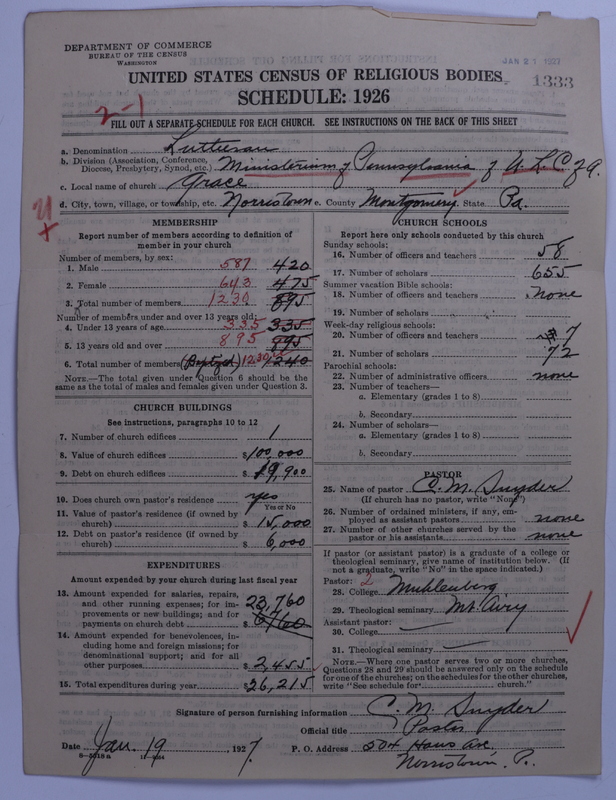 DEPARTMENT OF COMMERCE
BUREAU OF THE CENSUS
WASHINGTON
JAN 21 1927
UNITED STATES CENSUS OF RELIGIOUS BODIES
1333
SCHEDULE: 1926
2-1
FILL OUT A SEPARATE SCHEDULE FOR EACH CHURCH. SEE INSTRUCTIONS ON THE BACK OF THIS SHEET
a. Denomination Lutheran
b. Division (Association, Conference, Diocese, Presbytery, Synod, etc.) Ministerium of Pennsylvania of U. L. C. of A.
c. Local name of church Grace
d. City, town, village, or township, etc. Norristown e. County Montgomery State Pa.
MEMBERSHIP
Report number of members according to definition of
member in your church
Number of members, by sex:
1. Male 587 420
2. Female 643 475
3. Total number of members 1230 895
Number of members under and over 13 years old:
4. Under 13 years of age 335 335
5. 13 years old and over 895 895
6. Total number of members (Baptized) 1230 1240
NOTE.—The total given under Question 6 should be the
same as the total of males and females given under Question 3.
CHURCH BUILDINGS
See instructions, paragraphs 10 to 12
7. Number of church edifices 1
8. Value of church edifices $100,000
9. Debt on church edifices $19,900
10. Does church own pastor's residence yes
Yes or No
11. Value of pastor's residence (if owned by
church) $15,000
12. Debt on pastor's residence (if owned by
church) $6,000
EXPENDITURES
Amount expended by your church during last fiscal year
13. Amount expended for salaries, repairs,
and other running expenses; for im-
provements or new buildings; and for
payments on church debt 23,760
$6760
14. Amount expended for benevolences, in-
cluding home and foreign missions; for
denominational support; and for all
other purposes $2,455
15. Total expenditures during year $26,215
CHURCH SCHOOLS
Report here only schools conducted by this church
Sunday schools:
16. Number of officers and teachers 58
17. Number of scholars 655
Summer vacation Bible schools:
18. Number of officers and teachers none
19. Number of scholars
Week-day religious schools:
20. Number of officers and teachers 7
21. Number of scholars 72
Parochial schools:
22. Number of administrative officers none
23. Number of teachers—
a. Elementary (grades 1 to 8)
b. Secondary
24. Number of scholars—
a. Elementary (grades 1 to 8)
b. Secondary
PASTOR
25. Name of pastor C. M. Snyder
(If church has no pastor, write "None")
26. Number of ordained ministers, if any, em-
ployed as assistant pastors none
27. Number of other churches served by the
pastor or his assistants none
If pastor (or assistant pastor) is a graduate of a college or
theological seminary, give name of institution below. (If
not a graduate, write "No" in the space indicated.)
Pastor: 2
28. College Muhlenberg
29. Theological seminary Mt. Airy
Assistant pastor:
30. College
31. Theological seminary
NOTE.—Where one pastor serves two or more churches,
Questions 28 and 29 should be answered only on the schedule
for one of the churches; on the schedules for the other churches,
write "See schedule for church."
Signature of person furnishing information C. M. Snyder
Official title Pastor
Date Jan. 19, 1927. P. O. Address 504 Haws Ave.
Norristown, Pa.